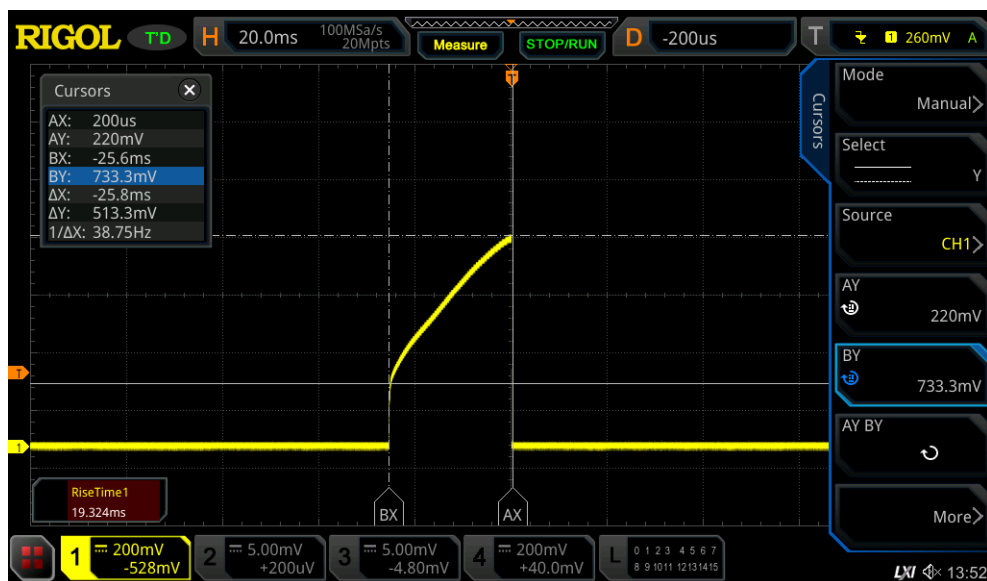 RIGOL T'D H 20.0ms 100MSa/s 20Mpts Measure STOP/RUN D -200us T 1 260mV A
T
Cursors
AX: 200us
AY: 220mV
BX: -25.6ms
BY: 733.3mV
ΔX: -25.8ms
ΔY: 513.3mV
1/ΔX: 38.75Hz
T
1
BX AX
RiseTime1
19.324ms
Cursors
Mode
Manual
Select
Y
Source
CH1
AY
220mV
BY
733.3mV
AY BY
More
1 200mV -528mV
2 5.00mV +200uV
3 5.00mV -4.80mV
4 200mV +40.0mV
L 0 1 2 3 4 5 6 7
8 9 10 11 12 13 14 15
LXI 13:52